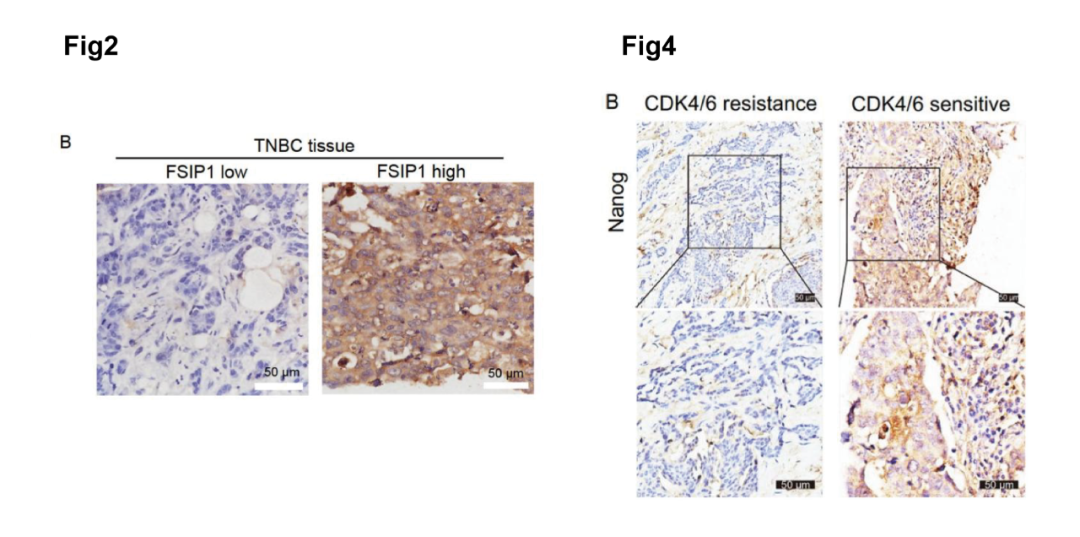 Fig2
B
TNBC tissue
FSIP1 low
FSIP1 high
50 μm
50 μm
Fig4
B
CDK4/6 resistance
CDK4/6 sensitive
Nanog
50 μm
50 μm
50 μm
50 μm